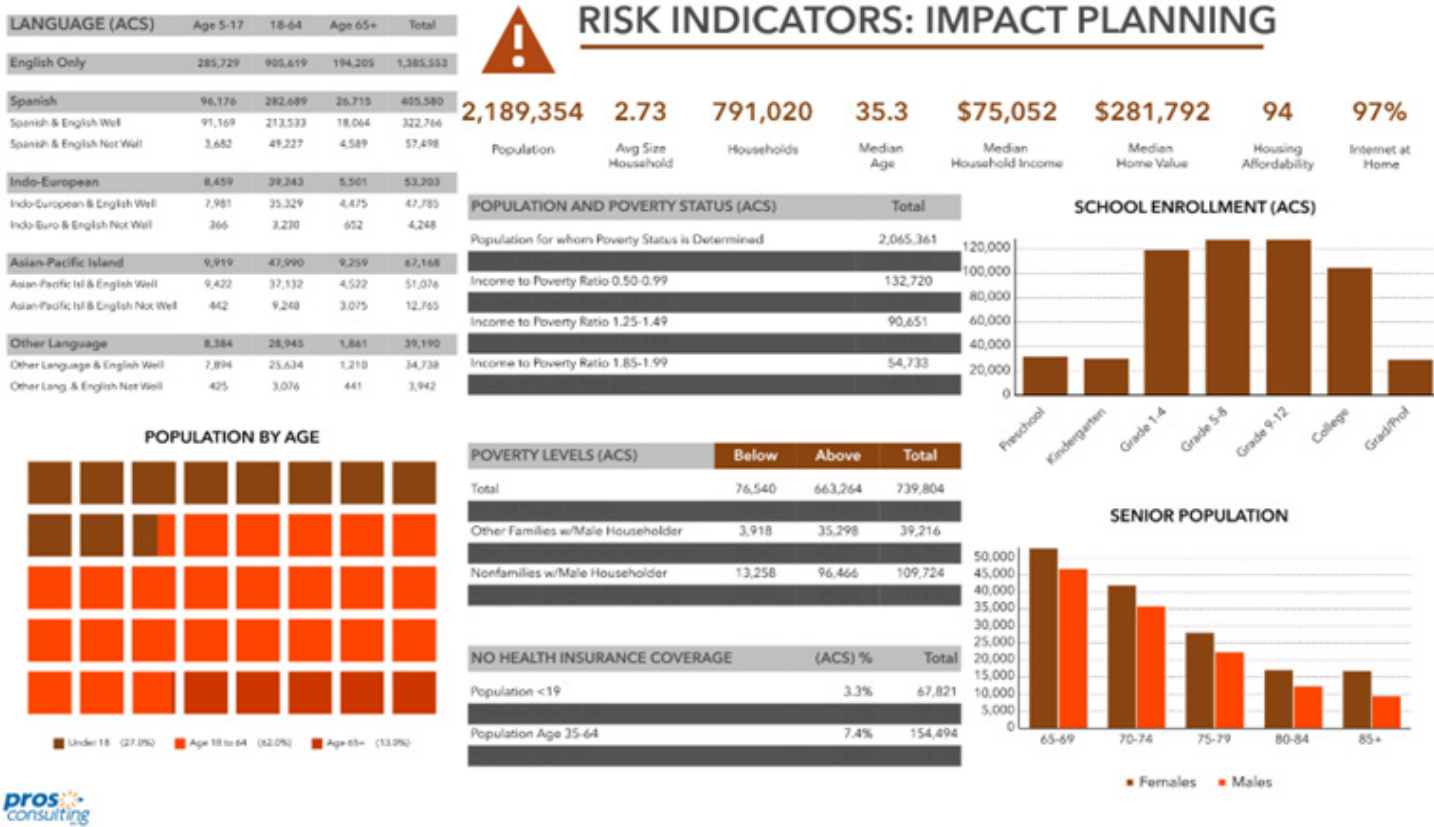 RISK INDICATORS: IMPACT PLANNING
LANGUAGE (ACS) Age 5-17 18-64 Age 65+ Total
English Only 285,729 905,619 194,205 1,385,553
Spanish 96,176 282,689 26,715 405,580
Spanish & English Well 91,169 213,533 18,064 322,766
Spanish & English Not Well 3,682 49,227 4,589 57,498
Indo-European 8,459 39,243 5,501 53,203
Indo-European & English Well 7,981 35,329 4,475 47,785
Indo-Euro & English Not Well 366 3,230 652 4,248
Asian-Pacific Island 9,919 47,990 9,259 67,168
Asian-Pacific Isl & English Well 9,422 37,132 4,522 51,076
Asian-Pacific Isl & English Not Well 442 9,248 3,075 12,765
Other Language 8,384 28,945 1,861 39,190
Other Language & English Well 7,894 25,634 1,210 34,738
Other Lang. & English Not Well 425 3,076 441 3,942
2,189,354 2.73 791,020 35.3 $75,052 $281,792 94 97%
Population Avg Size Households Median Median Median Housing Internet at
Household Age Household Income Home Value Affordability Home
POPULATION AND POVERTY STATUS (ACS) Total
Population for whom Poverty Status is Determined 2,065,361
Income to Poverty Ratio 0.50-0.99 132,720
Income to Poverty Ratio 1.25-1.49 90,651
Income to Poverty Ratio 1.85-1.99 54,733
SCHOOL ENROLLMENT (ACS)
120,000
100,000
80,000
60,000
40,000
20,000
0
Preschool Kindergarten Grade 1-4 Grade 5-8 Grade 9-12 College Grad/Prof
POPULATION BY AGE
Under 18 (27.0%) Age 18 to 64 (62.0%) Age 65+ (13.0%)
POVERTY LEVELS (ACS) Below Above Total
Total 76,540 663,264 739,804
Other Families w/Male Householder 3,918 35,298 39,216
Nonfamilies w/Male Householder 13,258 96,466 109,724
NO HEALTH INSURANCE COVERAGE (ACS) % Total
Population <19 3.3% 67,821
Population Age 35-64 7.4% 154,494
SENIOR POPULATION
50,000
45,000
40,000
35,000
30,000
25,000
20,000
15,000
10,000
5,000
0
65-69 70-74 75-79 80-84 85+
Females Males
pros
consulting